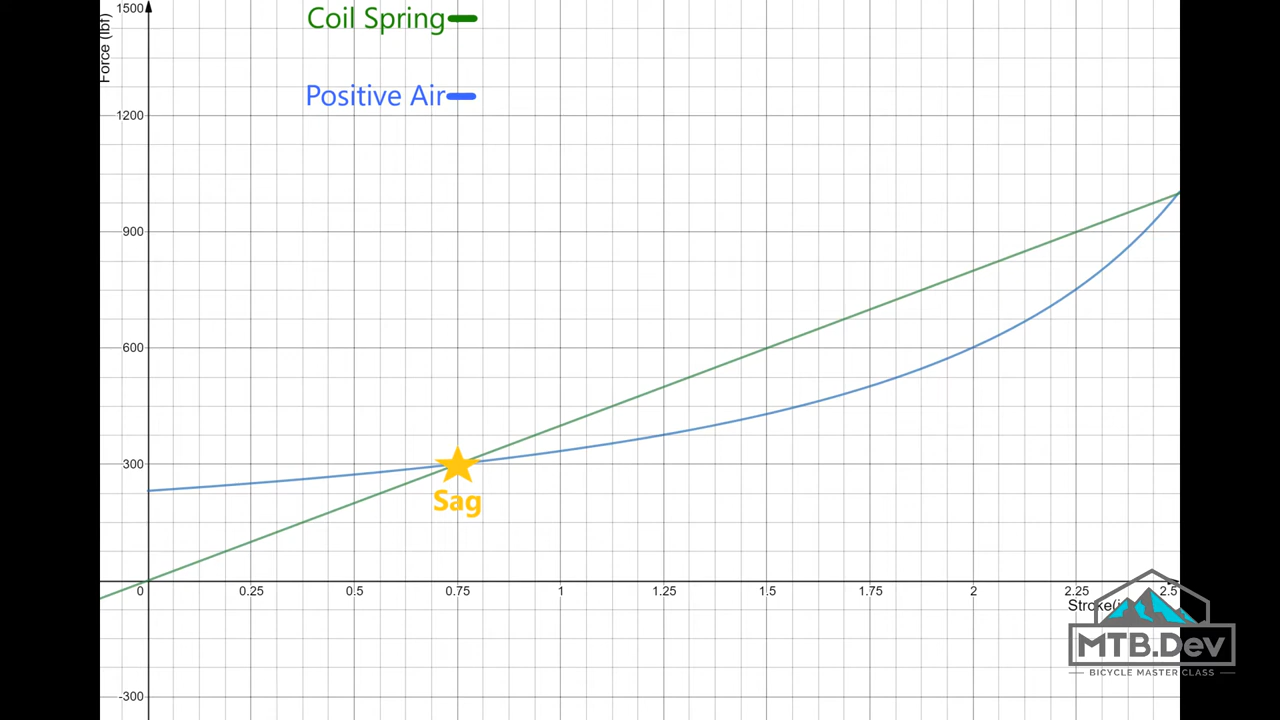 1500
Force (lbf)
Coil Spring
Positive Air
1200
900
600
300
Sag
0 0.25 0.5 0.75 1 1.25 1.5 1.75 2 2.25 2.5
-300
MTB.Dev
BICYCLE MASTER CLASS